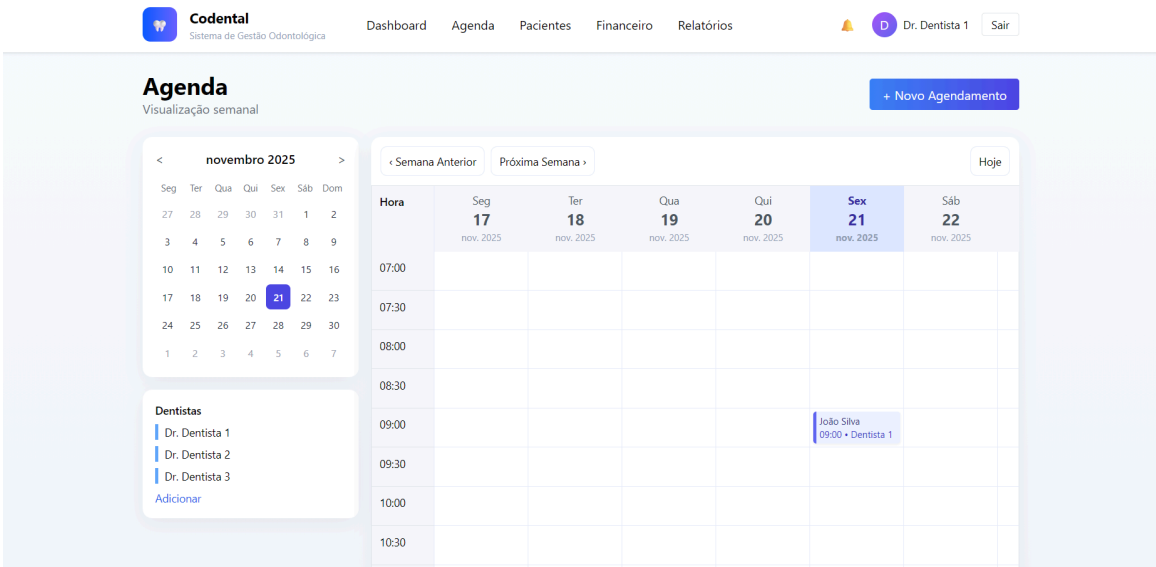 Codental
Sistema de Gestão Odontológica
Dashboard Agenda Pacientes Financeiro Relatórios
D Dr. Dentista 1 Sair
Agenda
Visualização semanal
+ Novo Agendamento
< novembro 2025 >
Seg Ter Qua Qui Sex Sáb Dom
27 28 29 30 31 1 2
3 4 5 6 7 8 9
10 11 12 13 14 15 16
17 18 19 20 21 22 23
24 25 26 27 28 29 30
1 2 3 4 5 6 7
Dentistas
Dr. Dentista 1
Dr. Dentista 2
Dr. Dentista 3
Adicionar
‹ Semana Anterior Próxima Semana › Hoje
Hora Seg Ter Qua Qui Sex Sáb
17 18 19 20 21 22
nov. 2025 nov. 2025 nov. 2025 nov. 2025 nov. 2025 nov. 2025
07:00
07:30
08:00
08:30
09:00
João Silva
09:00 • Dentista 1
09:30
10:00
10:30